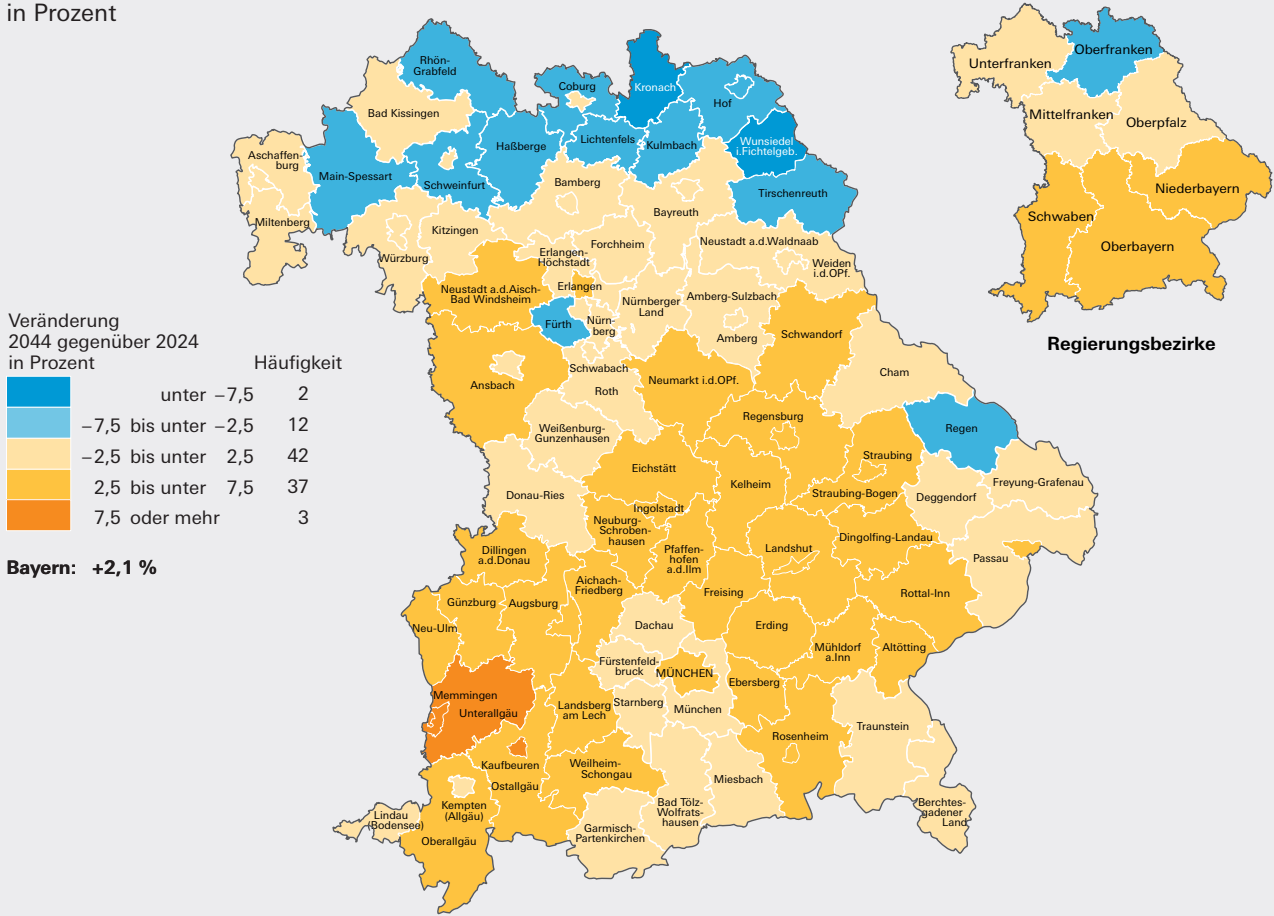 in Prozent
Rhön-
Grabfeld
Coburg
Kronach
Hof
Bad Kissingen
Lichtenfels
Kulmbach
Wunsiedel
i.Fichtelgeb.
Haßberge
Aschaffen-
burg
Main-Spessart
Schweinfurt
Bamberg
Tirschenreuth
Bayreuth
Miltenberg
Kitzingen
Würzburg
Forchheim
Erlangen-
Höchstadt
Neustadt a.d.Waldnaab
Weiden
i.d.OPf.
Neustadt a.d.Aisch-
Bad Windsheim
Erlangen
Nürnberger
Land
Amberg-Sulzbach
Fürth
Nürn-
berg
Amberg
Schwandorf
Ansbach
Schwabach
Roth
Neumarkt i.d.OPf.
Cham
Weißenburg-
Gunzenhausen
Regensburg
Regen
Straubing
Eichstätt
Kelheim
Straubing-Bogen
Deggendorf
Freyung-Grafenau
Donau-Ries
Ingolstadt
Neuburg-
Schroben-
hausen
Pfaffen-
hofen
a.d.Ilm
Landshut
Dingolfing-Landau
Passau
Dillingen
a.d.Donau
Aichach-
Friedberg
Freising
Rottal-Inn
Günzburg
Augsburg
Neu-Ulm
Dachau
Erding
Mühldorf
a.Inn
Altötting
Fürstenfeld-
bruck
MÜNCHEN
Ebersberg
Memmingen
Unterallgäu
Landsberg
am Lech
Starnberg
München
Traunstein
Rosenheim
Kaufbeuren
Ostallgäu
Weilheim-
Schongau
Miesbach
Kempten
(Allgäu)
Lindau
(Bodensee)
Oberallgäu
Garmisch-
Partenkirchen
Bad Tölz-
Wolfrats-
hausen
Berchtes-
gadener
Land
Veränderung
2044 gegenüber 2024
in Prozent Häufigkeit
unter −7,5 2
−7,5 bis unter −2,5 12
−2,5 bis unter 2,5 42
2,5 bis unter 7,5 37
7,5 oder mehr 3
Bayern: +2,1 %
Unterfranken
Oberfranken
Mittelfranken
Oberpfalz
Niederbayern
Schwaben
Oberbayern
Regierungsbezirke